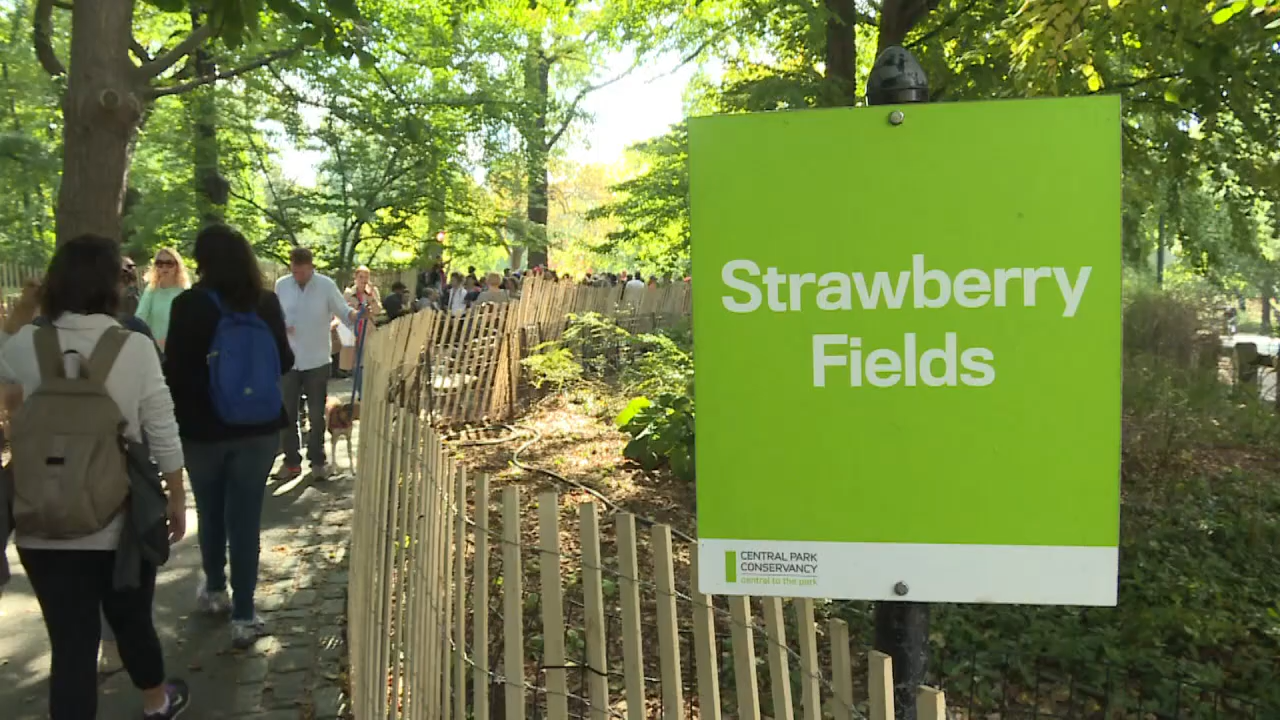 Strawberry
Fields
CENTRAL PARK
CONSERVANCY
central to the park